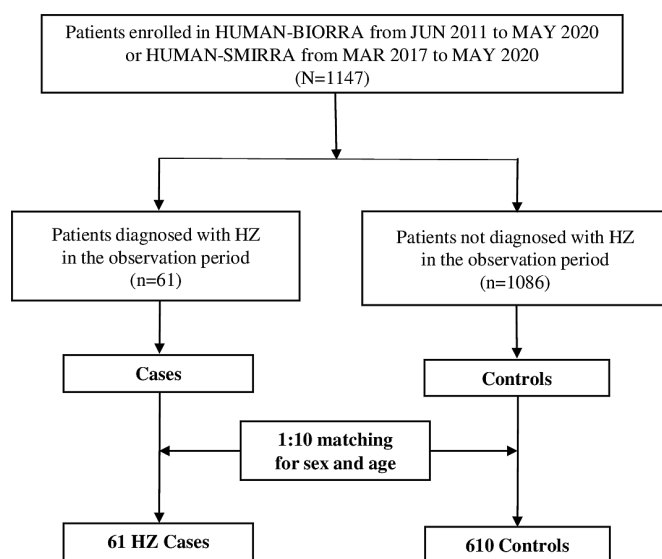 Patients enrolled in HUMAN-BIORRA from JUN 2011 to MAY 2020
or HUMAN-SMIRRA from MAR 2017 to MAY 2020
(N=1147)
Patients diagnosed with HZ
in the observation period
(n=61)
Patients not diagnosed with HZ
in the observation period
(n=1086)
Cases
Controls
1:10 matching
for sex and age
61 HZ Cases
610 Controls